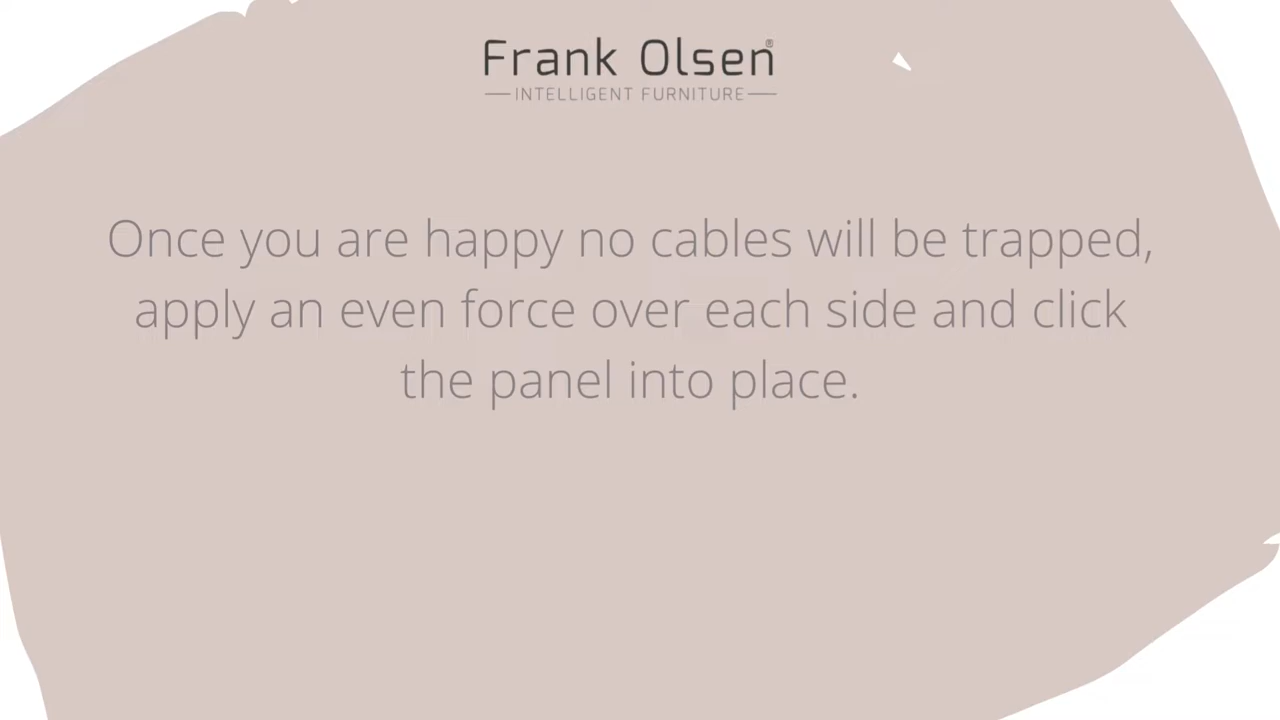 Frank Olsen®
INTELLIGENT FURNITURE
Once you are happy no cables will be trapped,
apply an even force over each side and click
the panel into place.